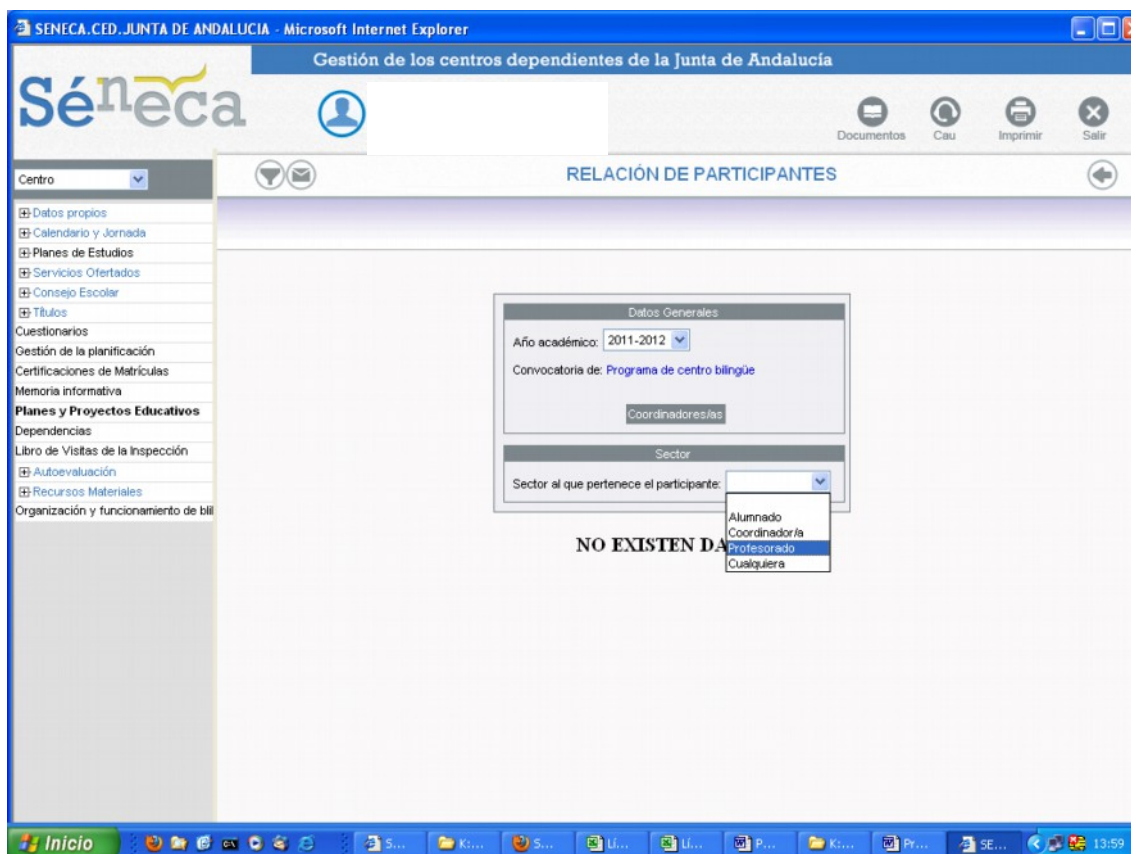 SENECA.CED.JUNTA DE ANDALUCIA - Microsoft Internet Explorer
Gestión de los centros dependientes de la Junta de Andalucía
Séneca
Documentos
Cau
Imprimir
Salir
Centro
RELACIÓN DE PARTICIPANTES
Datos propios
Calendario y Jornada
Planes de Estudios
Servicios Ofertados
Consejo Escolar
Títulos
Cuestionarios
Gestión de la planificación
Certificaciones de Matrículas
Memoria informativa
Planes y Proyectos Educativos
Dependencias
Libro de Visitas de la Inspección
Autoevaluación
Recursos Materiales
Organización y funcionamiento de bli
Datos Generales
Año académico: 2011-2012
Convocatoria de: Programa de centro bilingüe
Coordinadores/as
Sector
Sector al que pertenece el participante:
Alumnado
Coordinador/a
Profesorado
Cualquiera
NO EXISTEN DA
Inicio
S...
K:...
S...
Lí...
Lí...
P...
K:...
Pr...
SE...
13:59